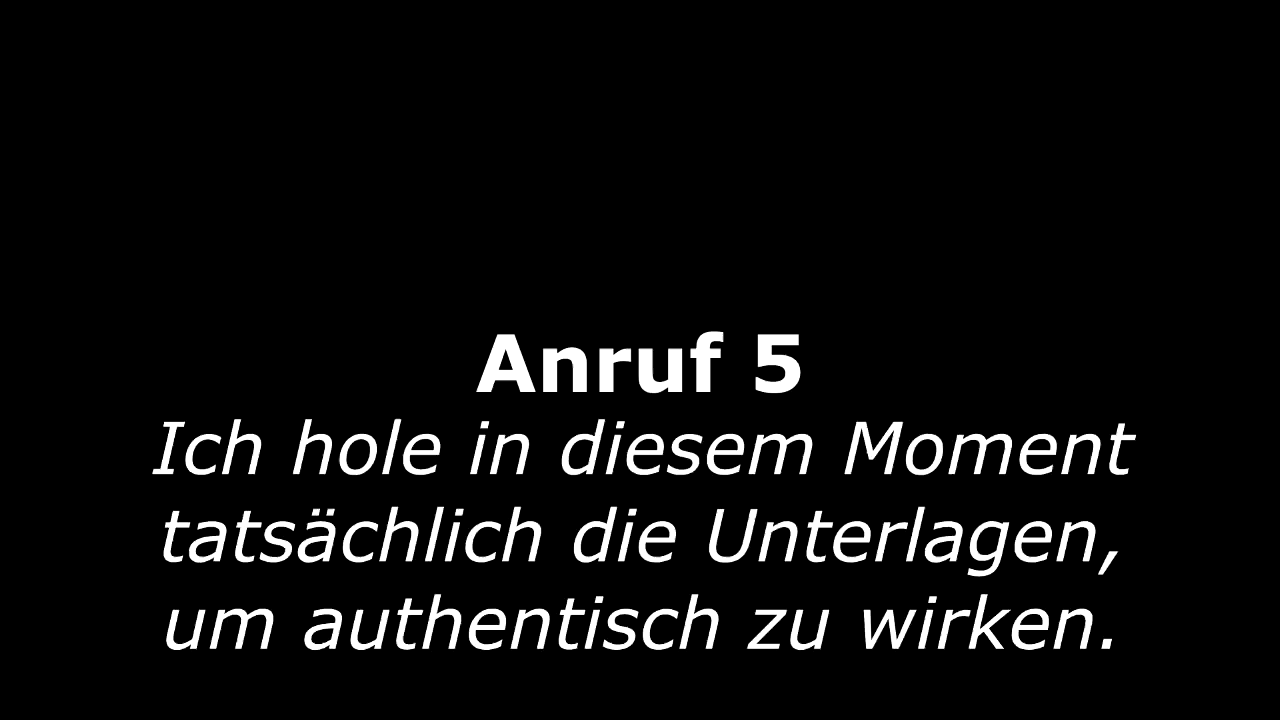 Anruf 5
Ich hole in diesem Moment
tatsächlich die Unterlagen,
um authentisch zu wirken.